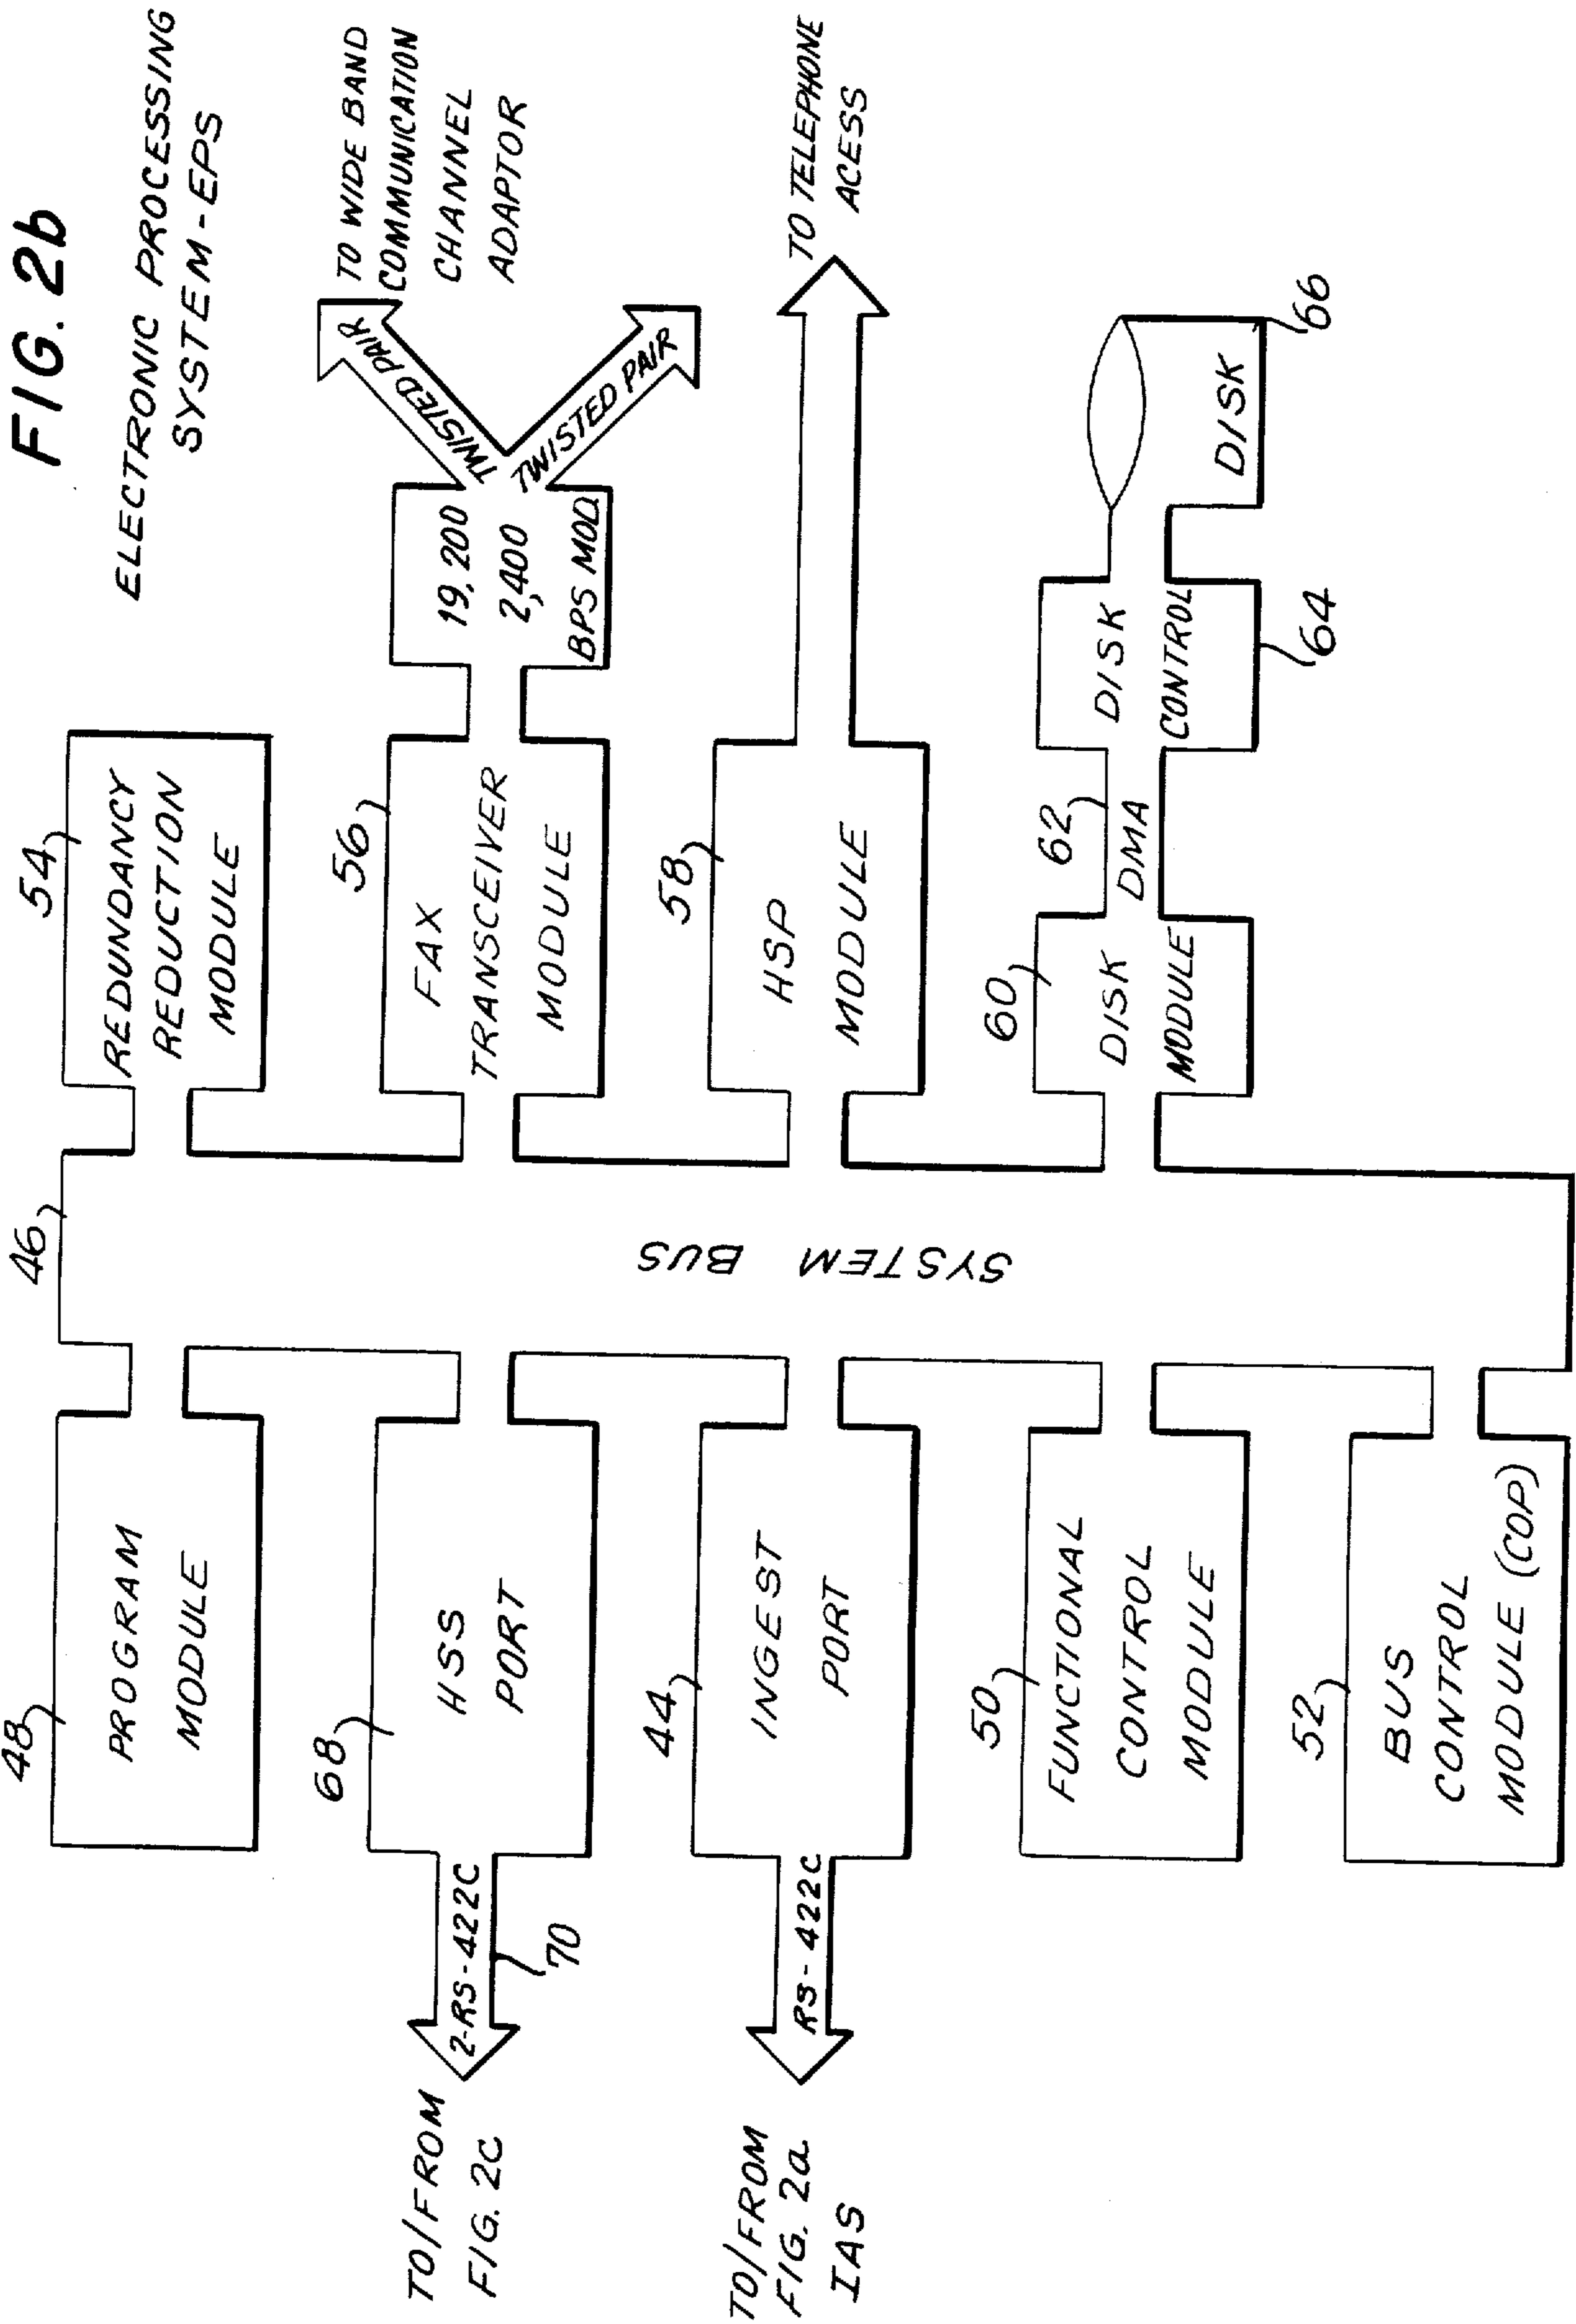 FIG. 2b
ELECTRONIC PROCESSING
SYSTEM-EPS
48
PROGRAM
MODULE
46
SYSTEM BUS
54
REDUNDANCY
REDUCTION
MODULE
TO/FROM
FIG. 2C
2-RS-422C
70
68
HSS
PORT
56
FAX
TRANSCEIVER
MODULE
19,200
2,400
BPS MOD.
TWISTED PAIR
TWISTED PAIR
TO WIDE BAND
COMMUNICATION
CHANNEL
ADAPTOR
TO/FROM
FIG. 2a
IAS
RS-422C
44
INGEST
PORT
58
HSP
MODULE
TO TELEPHONE
ACESS
50
FUNCTIONAL
CONTROL
MODULE
60
DISK
MODULE
62
DMA
DISK
CONTROL
64
DISK
66
52
BUS
CONTROL
MODULE (COP)